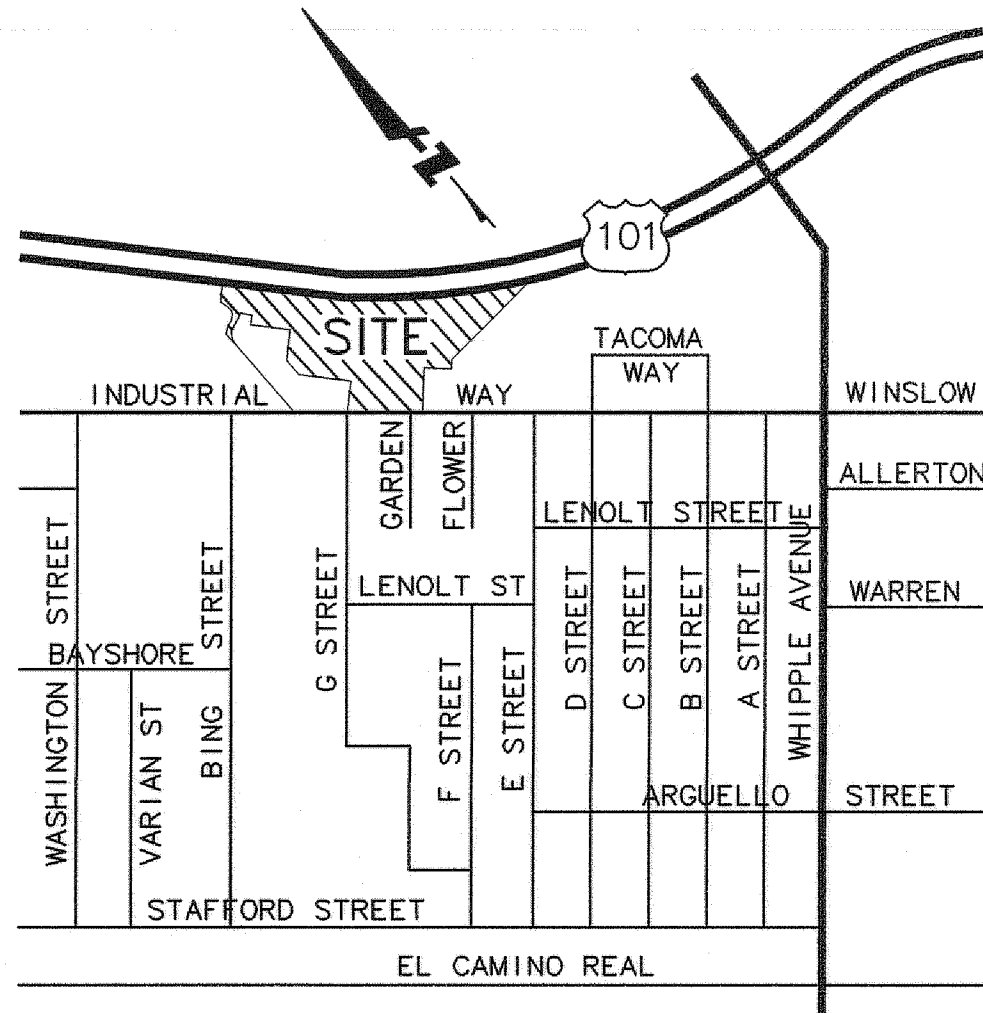 N
101
SITE
TACOMA
WAY
INDUSTRIAL WAY
WINSLOW
GARDEN
FLOWER
ALLERTON
LENOLT STREET
WASHINGTON STREET
BING STREET
G STREET
LENOLT ST
D STREET
C STREET
B STREET
A STREET
WHIPPLE AVENUE
WARREN
BAYSHORE
VARIAN ST
F STREET
E STREET
ARGUELLO STREET
STAFFORD STREET
EL CAMINO REAL